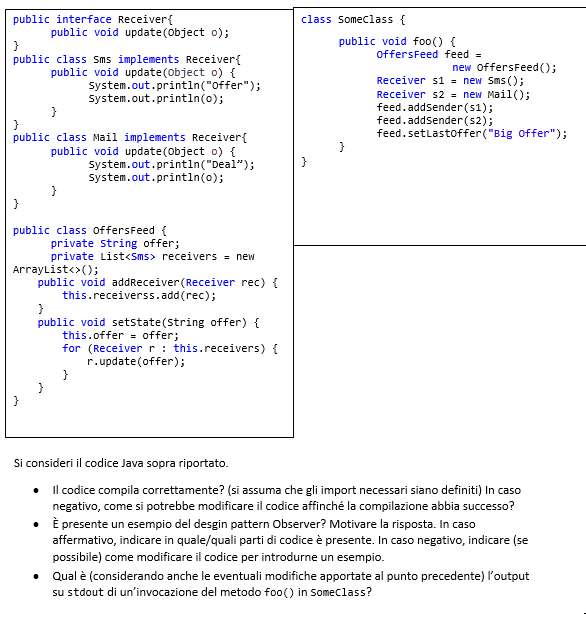 public interface Receiver{
public void update(Object o);
}
public class Sms implements Receiver{
public void update(Object o) {
System.out.println("Offer");
System.out.println(o);
}
}
public class Mail implements Receiver{
public void update(Object o) {
System.out.println("Deal”);
System.out.println(o);
}
}
public class OffersFeed {
private String offer;
private List<Sms> receivers = new
ArrayList<>();
public void addReceiver(Receiver rec) {
this.receiverss.add(rec);
}
public void setState(String offer) {
this.offer = offer;
for (Receiver r : this.receivers) {
r.update(offer);
}
}
}
class SomeClass {
public void foo() {
OffersFeed feed =
new OffersFeed();
Receiver s1 = new Sms();
Receiver s2 = new Mail();
feed.addSender(s1);
feed.addSender(s2);
feed.setLastOffer("Big Offer");
}
}
Si consideri il codice Java sopra riportato.
• Il codice compila correttamente? (si assuma che gli import necessari siano definiti) In caso
negativo, come si potrebbe modificare il codice affinché la compilazione abbia successo?
• È presente un esempio del desgin pattern Observer? Motivare la risposta. In caso
affermativo, indicare in quale/quali parti di codice è presente. In caso negativo, indicare (se
possibile) come modificare il codice per introdurne un esempio.
• Qual è (considerando anche le eventuali modifiche apportate al punto precedente) l’output
su stdout di un’invocazione del metodo foo() in SomeClass?